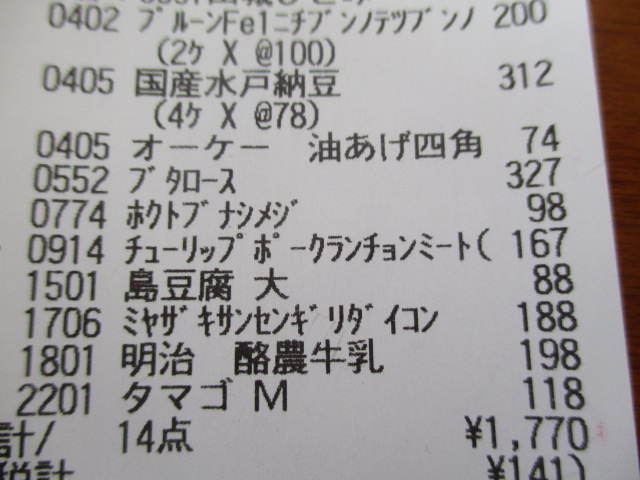 0402 ﾌﾟﾙｰﾝFe1ﾆﾁﾌﾞﾝﾉﾃﾂﾌﾞﾝﾉ 200
(2ｹ X @100)
0405 国産水戸納豆 312
(4ｹ X @78)
0405 オーケー 油あげ四角 74
0552 ﾌﾞﾀﾛｰｽ 327
0774 ﾎｸﾄﾌﾞﾅｼﾒｼﾞ 98
0914 ﾁｭｰﾘｯﾌﾟﾎﾟｰｸランチョンミート( 167
1501 島豆腐 大 88
1706 ﾐﾔｻﾞｷｻﾝｾﾝｷﾞﾘﾀﾞｲｺﾝ 188
1801 明治 酪農牛乳 198
2201 タマゴ M 118
計/ 14点 ¥1,770
税計 ¥141)